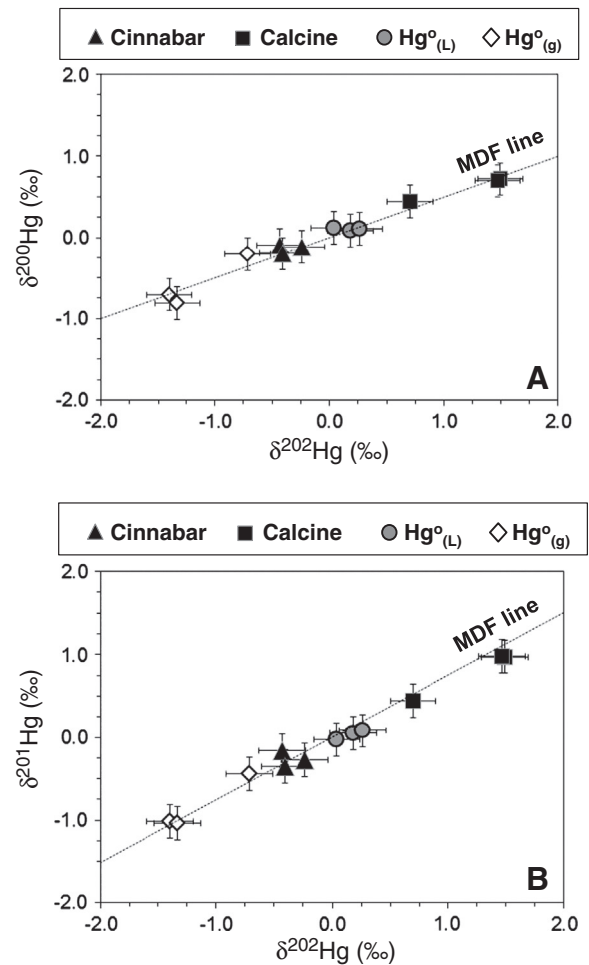 Cinnabar Calcine Hgº(L) Hgº(g)
2.0
1.0
0.0
-1.0
-2.0
δ²⁰⁰Hg (‰)
MDF line
A
-2.0 -1.0 0.0 1.0 2.0
δ²⁰²Hg (‰)
Cinnabar Calcine Hgº(L) Hgº(g)
2.0
1.0
0.0
-1.0
-2.0
δ²⁰¹Hg (‰)
MDF line
B
-2.0 -1.0 0.0 1.0 2.0
δ²⁰²Hg (‰)